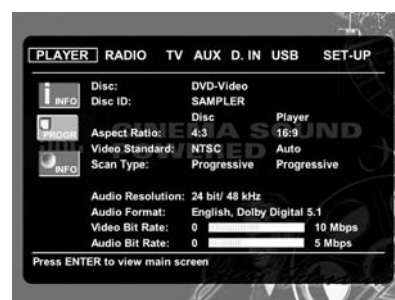 PLAYER RADIO TV AUX D. IN USB SET-UP
Disc: DVD-Video
Disc ID: SAMPLER
Disc Player
Aspect Ratio: 4:3 16:9
Video Standard: NTSC Auto
Scan Type: Progressive Progressive
Audio Resolution: 24 bit/ 48 kHz
Audio Format: English, Dolby Digital 5.1
Video Bit Rate: 0 10 Mbps
Audio Bit Rate: 0 5 Mbps
Press ENTER to view main screen
i INFO
PROGR
INFO
CINEMA SOUND
POWERED